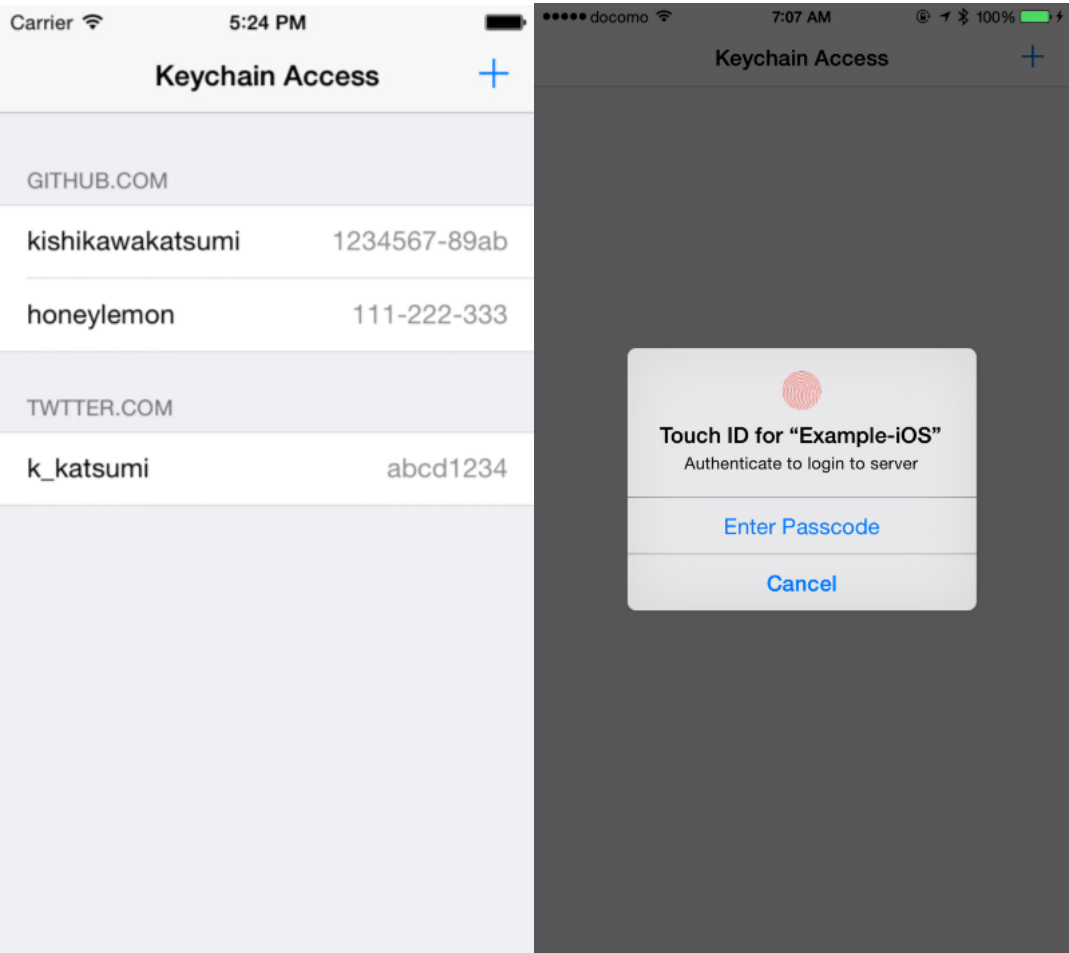 Carrier 5:24 PM
Keychain Access +
GITHUB.COM
kishikawakatsumi 1234567-89ab
honeylemon 111-222-333
TWTTER.COM
k_katsumi abcd1234
docomo 7:07 AM 100%
Keychain Access +
Touch ID for “Example-iOS”
Authenticate to login to server
Enter Passcode
Cancel